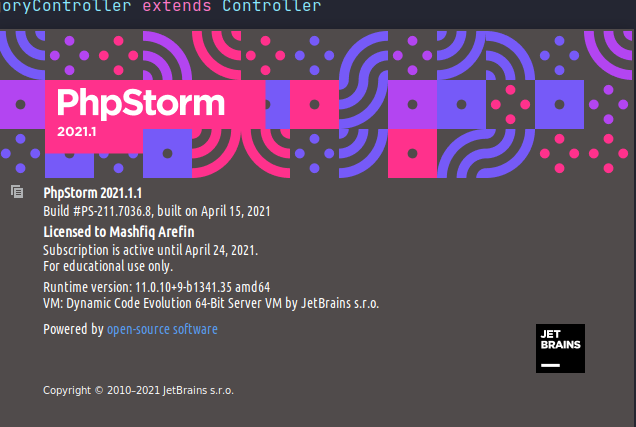 oryController extends Controller
PhpStorm
2021.1
PhpStorm 2021.1.1
Build #PS-211.7036.8, built on April 15, 2021
Licensed to Mashfiq Arefin
Subscription is active until April 24, 2021.
For educational use only.
Runtime version: 11.0.10+9-b1341.35 amd64
VM: Dynamic Code Evolution 64-Bit Server VM by JetBrains s.r.o.
Powered by open-source software
JET
BRAINS
Copyright © 2010–2021 JetBrains s.r.o.